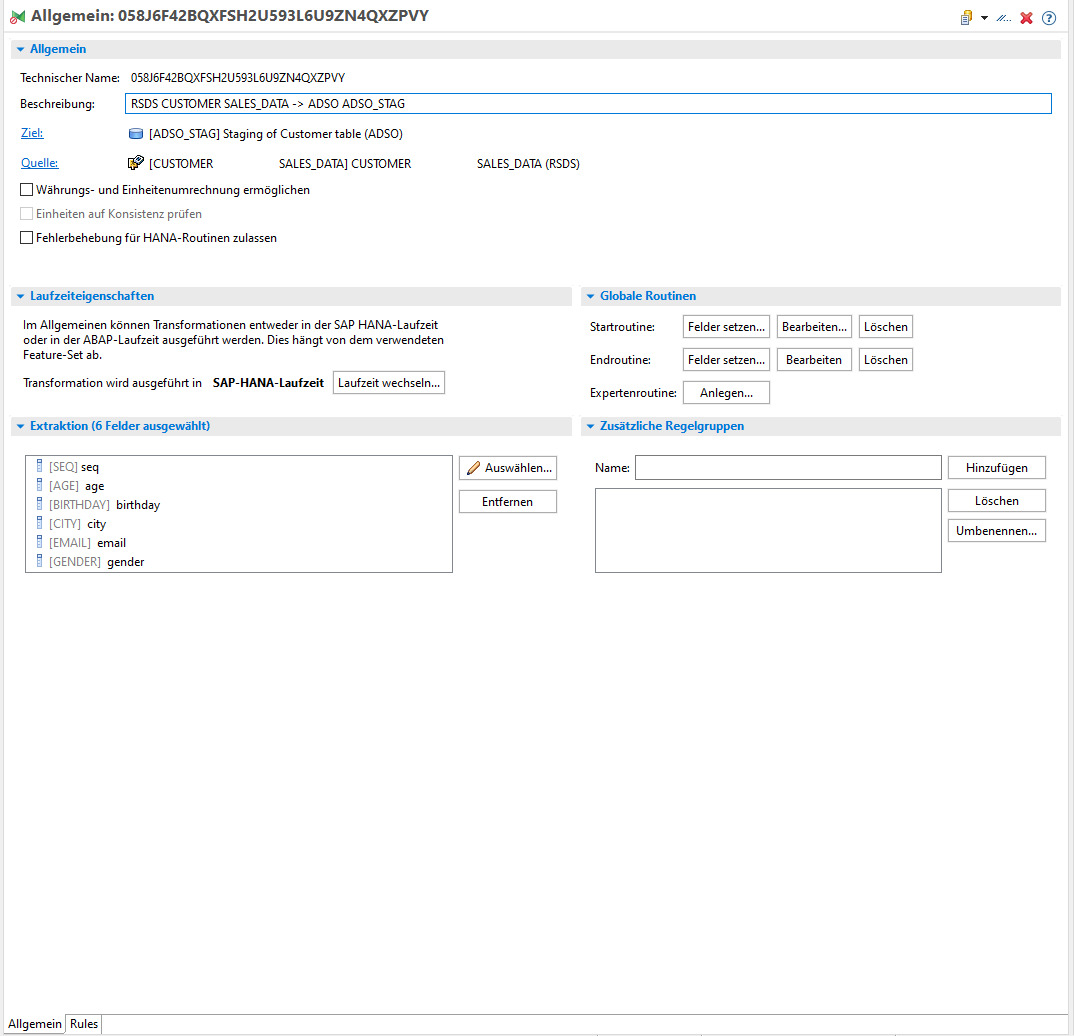 Allgemein: 058J6F42BQXFSH2U593L6U9ZN4QXZPVY
Allgemein
Technischer Name: 058J6F42BQXFSH2U593L6U9ZN4QXZPVY
Beschreibung: RSDS CUSTOMER SALES_DATA -> ADSO ADSO_STAG
Ziel: [ADSO_STAG] Staging of Customer table (ADSO)
Quelle: [CUSTOMER SALES_DATA] CUSTOMER SALES_DATA (RSDS)
Währungs- und Einheitenumrechnung ermöglichen
Einheiten auf Konsistenz prüfen
Fehlerbehebung für HANA-Routinen zulassen
Laufzeiteigenschaften
Im Allgemeinen können Transformationen entweder in der SAP HANA-Laufzeit
oder in der ABAP-Laufzeit ausgeführt werden. Dies hängt von dem verwendeten
Feature-Set ab.
Transformation wird ausgeführt in SAP-HANA-Laufzeit Laufzeit wechseln...
Globale Routinen
Startroutine: Felder setzen... Bearbeiten... Löschen
Endroutine: Felder setzen... Bearbeiten Löschen
Expertenroutine: Anlegen...
Extraktion (6 Felder ausgewählt)
[SEQ] seq
[AGE] age
[BIRTHDAY] birthday
[CITY] city
[EMAIL] email
[GENDER] gender
Auswählen...
Entfernen
Zusätzliche Regelgruppen
Name: Hinzufügen
Löschen
Umbenennen...
Allgemein Rules